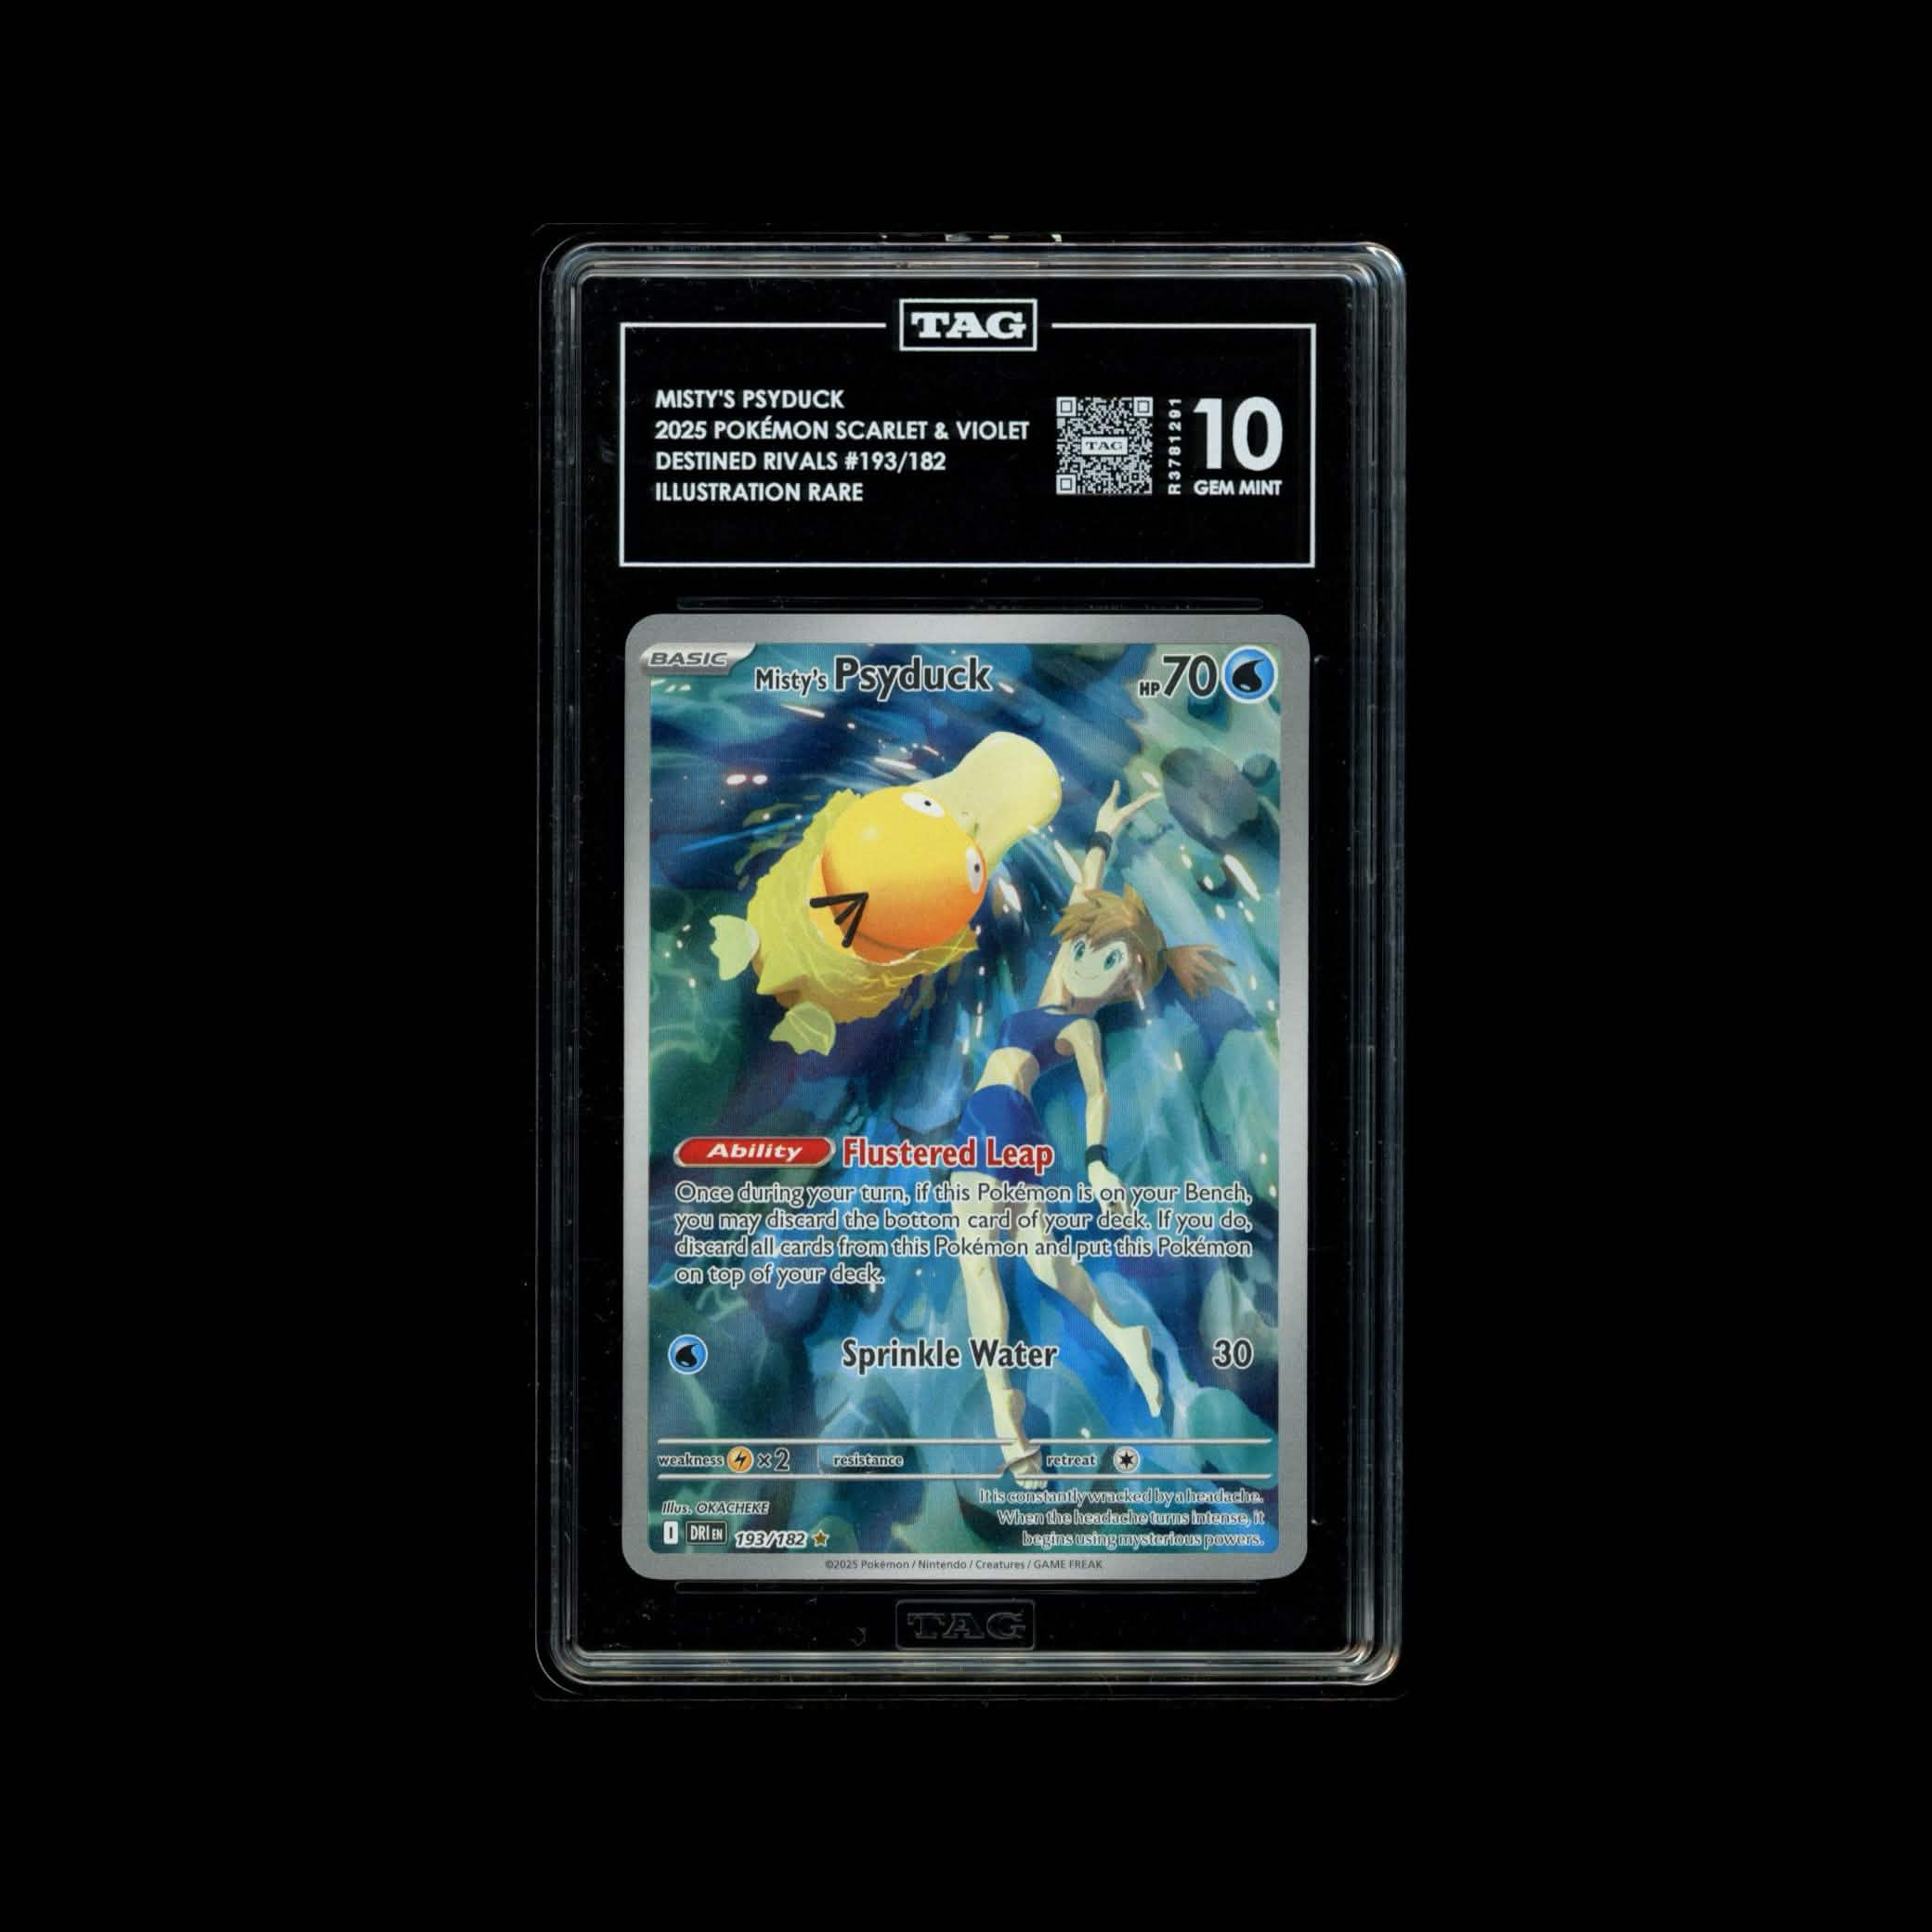 TAG
MISTY'S PSYDUCK
2025 POKÉMON SCARLET & VIOLET
DESTINED RIVALS #193/182
ILLUSTRATION RARE
TAG
R3781291
10
GEM MINT
BASIC
Misty's Psyduck
HP 70
Ability Flustered Leap
Once during your turn, if this Pokémon is on your Bench,
you may discard the bottom card of your deck. If you do,
discard all cards from this Pokémon and put this Pokémon
on top of your deck.
Sprinkle Water 30
weakness ×2 resistance retreat
Illus. OKACHEKE
It is constantly wracked by a headache.
When the headache turns intense, it
begins using mysterious powers.
I DRI EN 193/182
©2025 Pokémon / Nintendo / Creatures / GAME FREAK
TAG